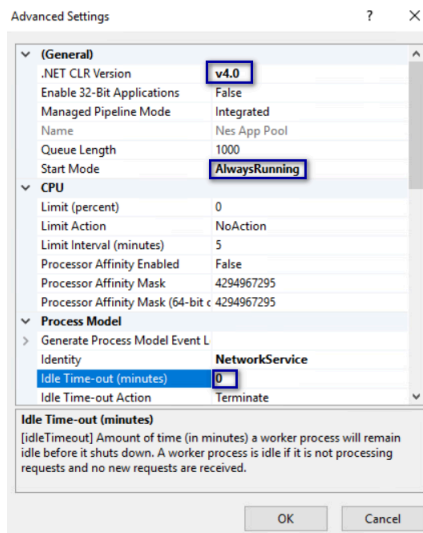 Advanced Settings ? ×
(General)
.NET CLR Version v4.0
Enable 32-Bit Applications False
Managed Pipeline Mode Integrated
Name Nes App Pool
Queue Length 1000
Start Mode AlwaysRunning
CPU
Limit (percent) 0
Limit Action NoAction
Limit Interval (minutes) 5
Processor Affinity Enabled False
Processor Affinity Mask 4294967295
Processor Affinity Mask (64-bit c 4294967295
Process Model
Generate Process Model Event L
Identity NetworkService
Idle Time-out (minutes) 0
Idle Time-out Action Terminate
Idle Time-out (minutes)
[idleTimeout] Amount of time (in minutes) a worker process will remain
idle before it shuts down. A worker process is idle if it is not processing
requests and no new requests are received.
OK Cancel